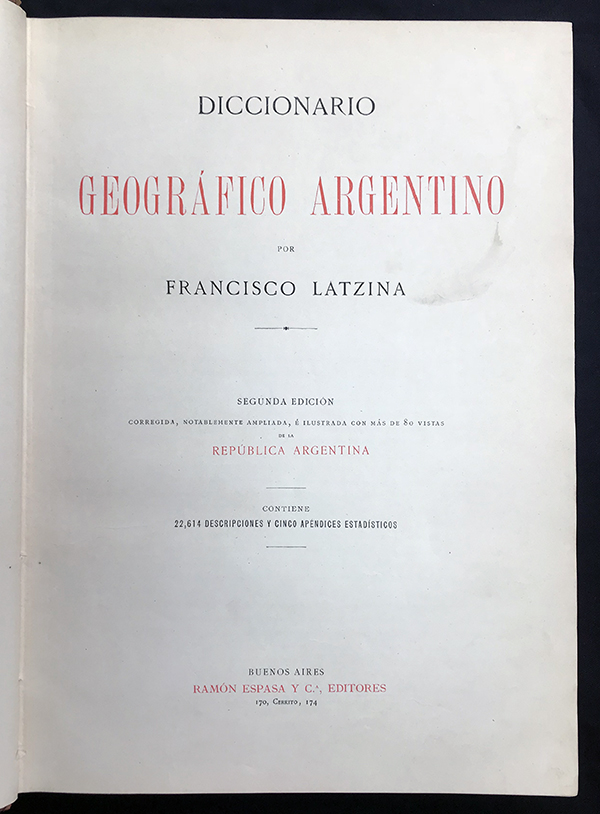 DICCIONARIO
GEOGRÁFICO ARGENTINO
POR
FRANCISCO LATZINA
SEGUNDA EDICIÓN
CORREGIDA, NOTABLEMENTE AMPLIADA, É ILUSTRADA CON MÁS DE 80 VISTAS
DE LA
REPÚBLICA ARGENTINA
CONTIENE
22,614 DESCRIPCIONES Y CINCO APENDICES ESTADÍSTICOS
BUENOS AIRES
RAMÓN ESPASA Y C.ª, EDITORES
170, CERRITO, 174